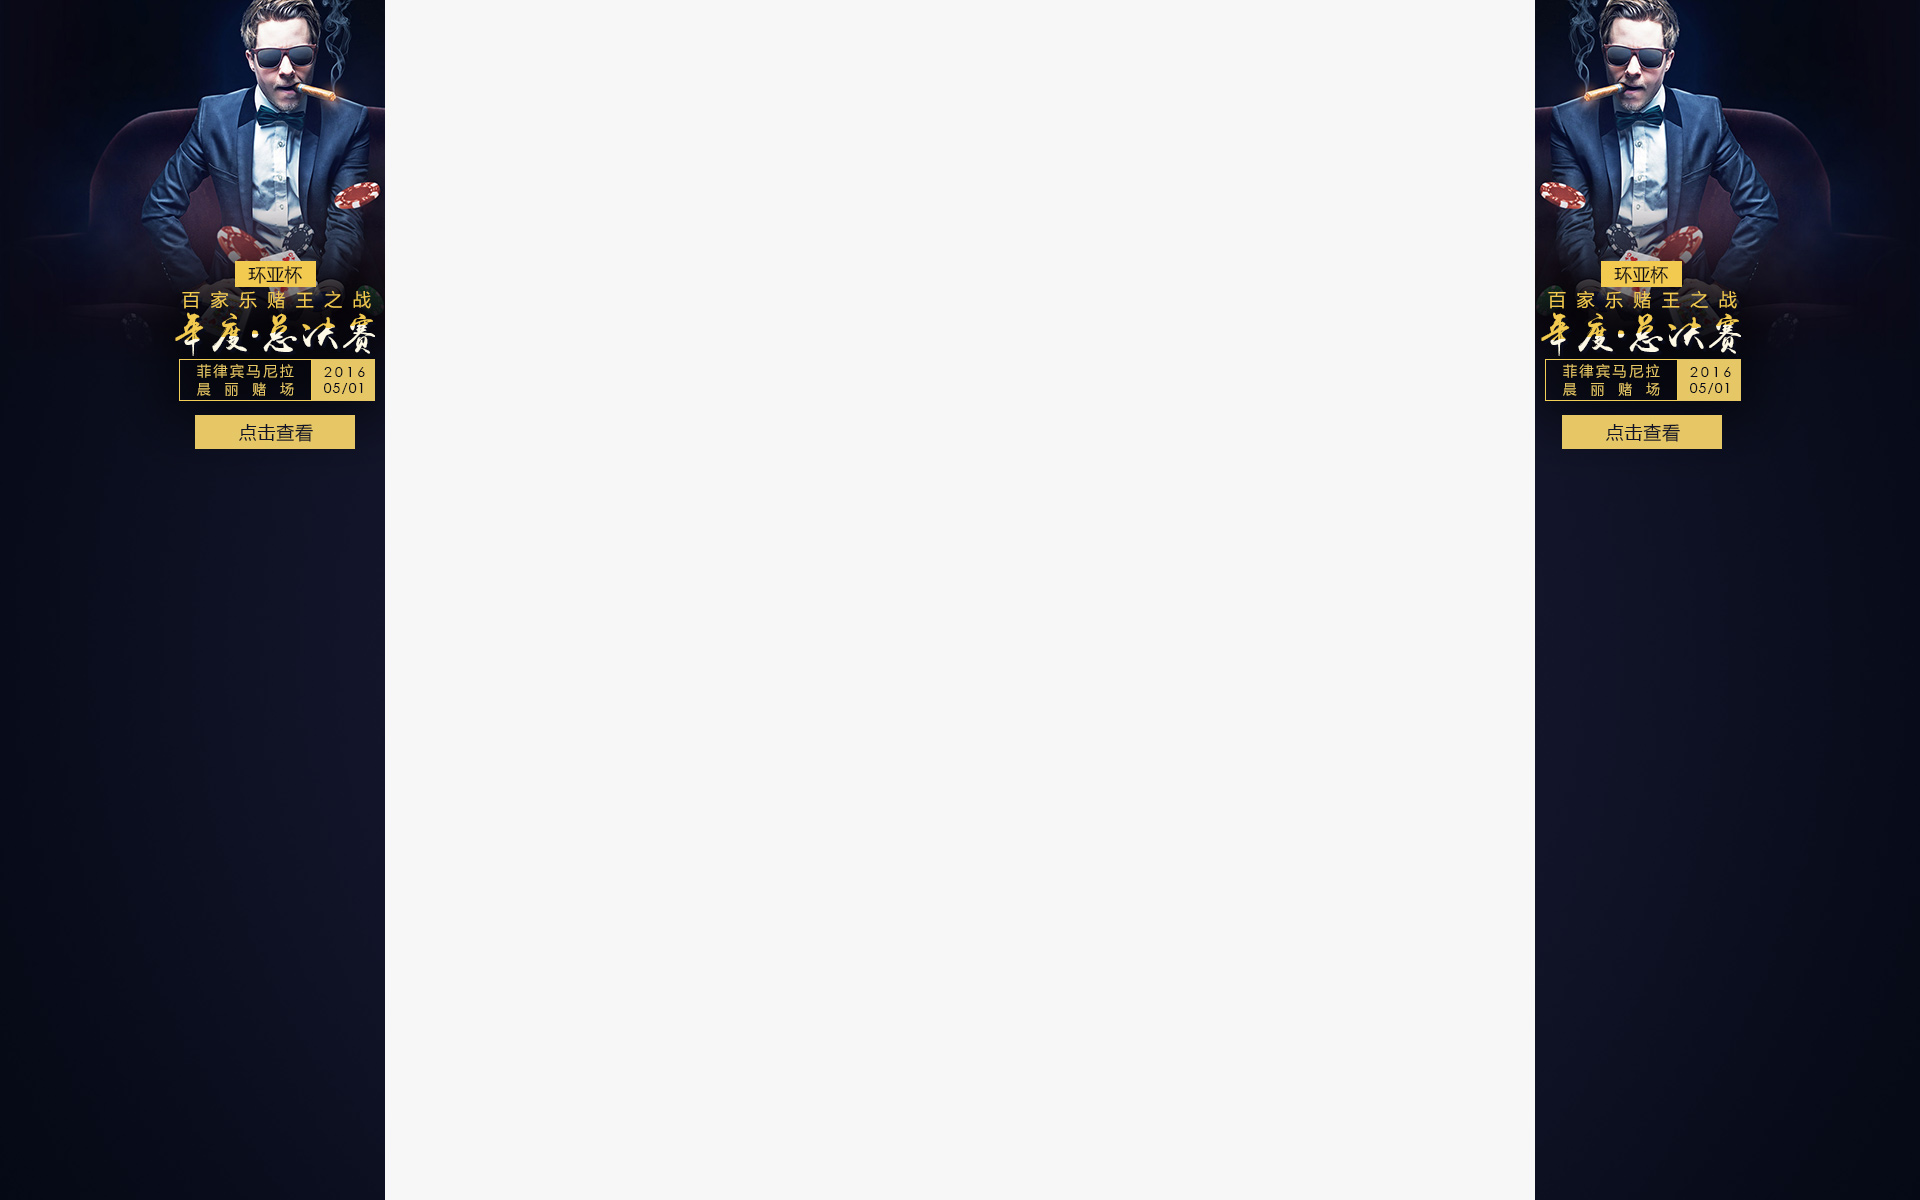 环亚杯
百家乐赌王之战
年度·总决赛
菲律宾马尼拉
晨丽赌场
2016
05/01
点击查看
环亚杯
百家乐赌王之战
年度·总决赛
菲律宾马尼拉
晨丽赌场
2016
05/01
点击查看